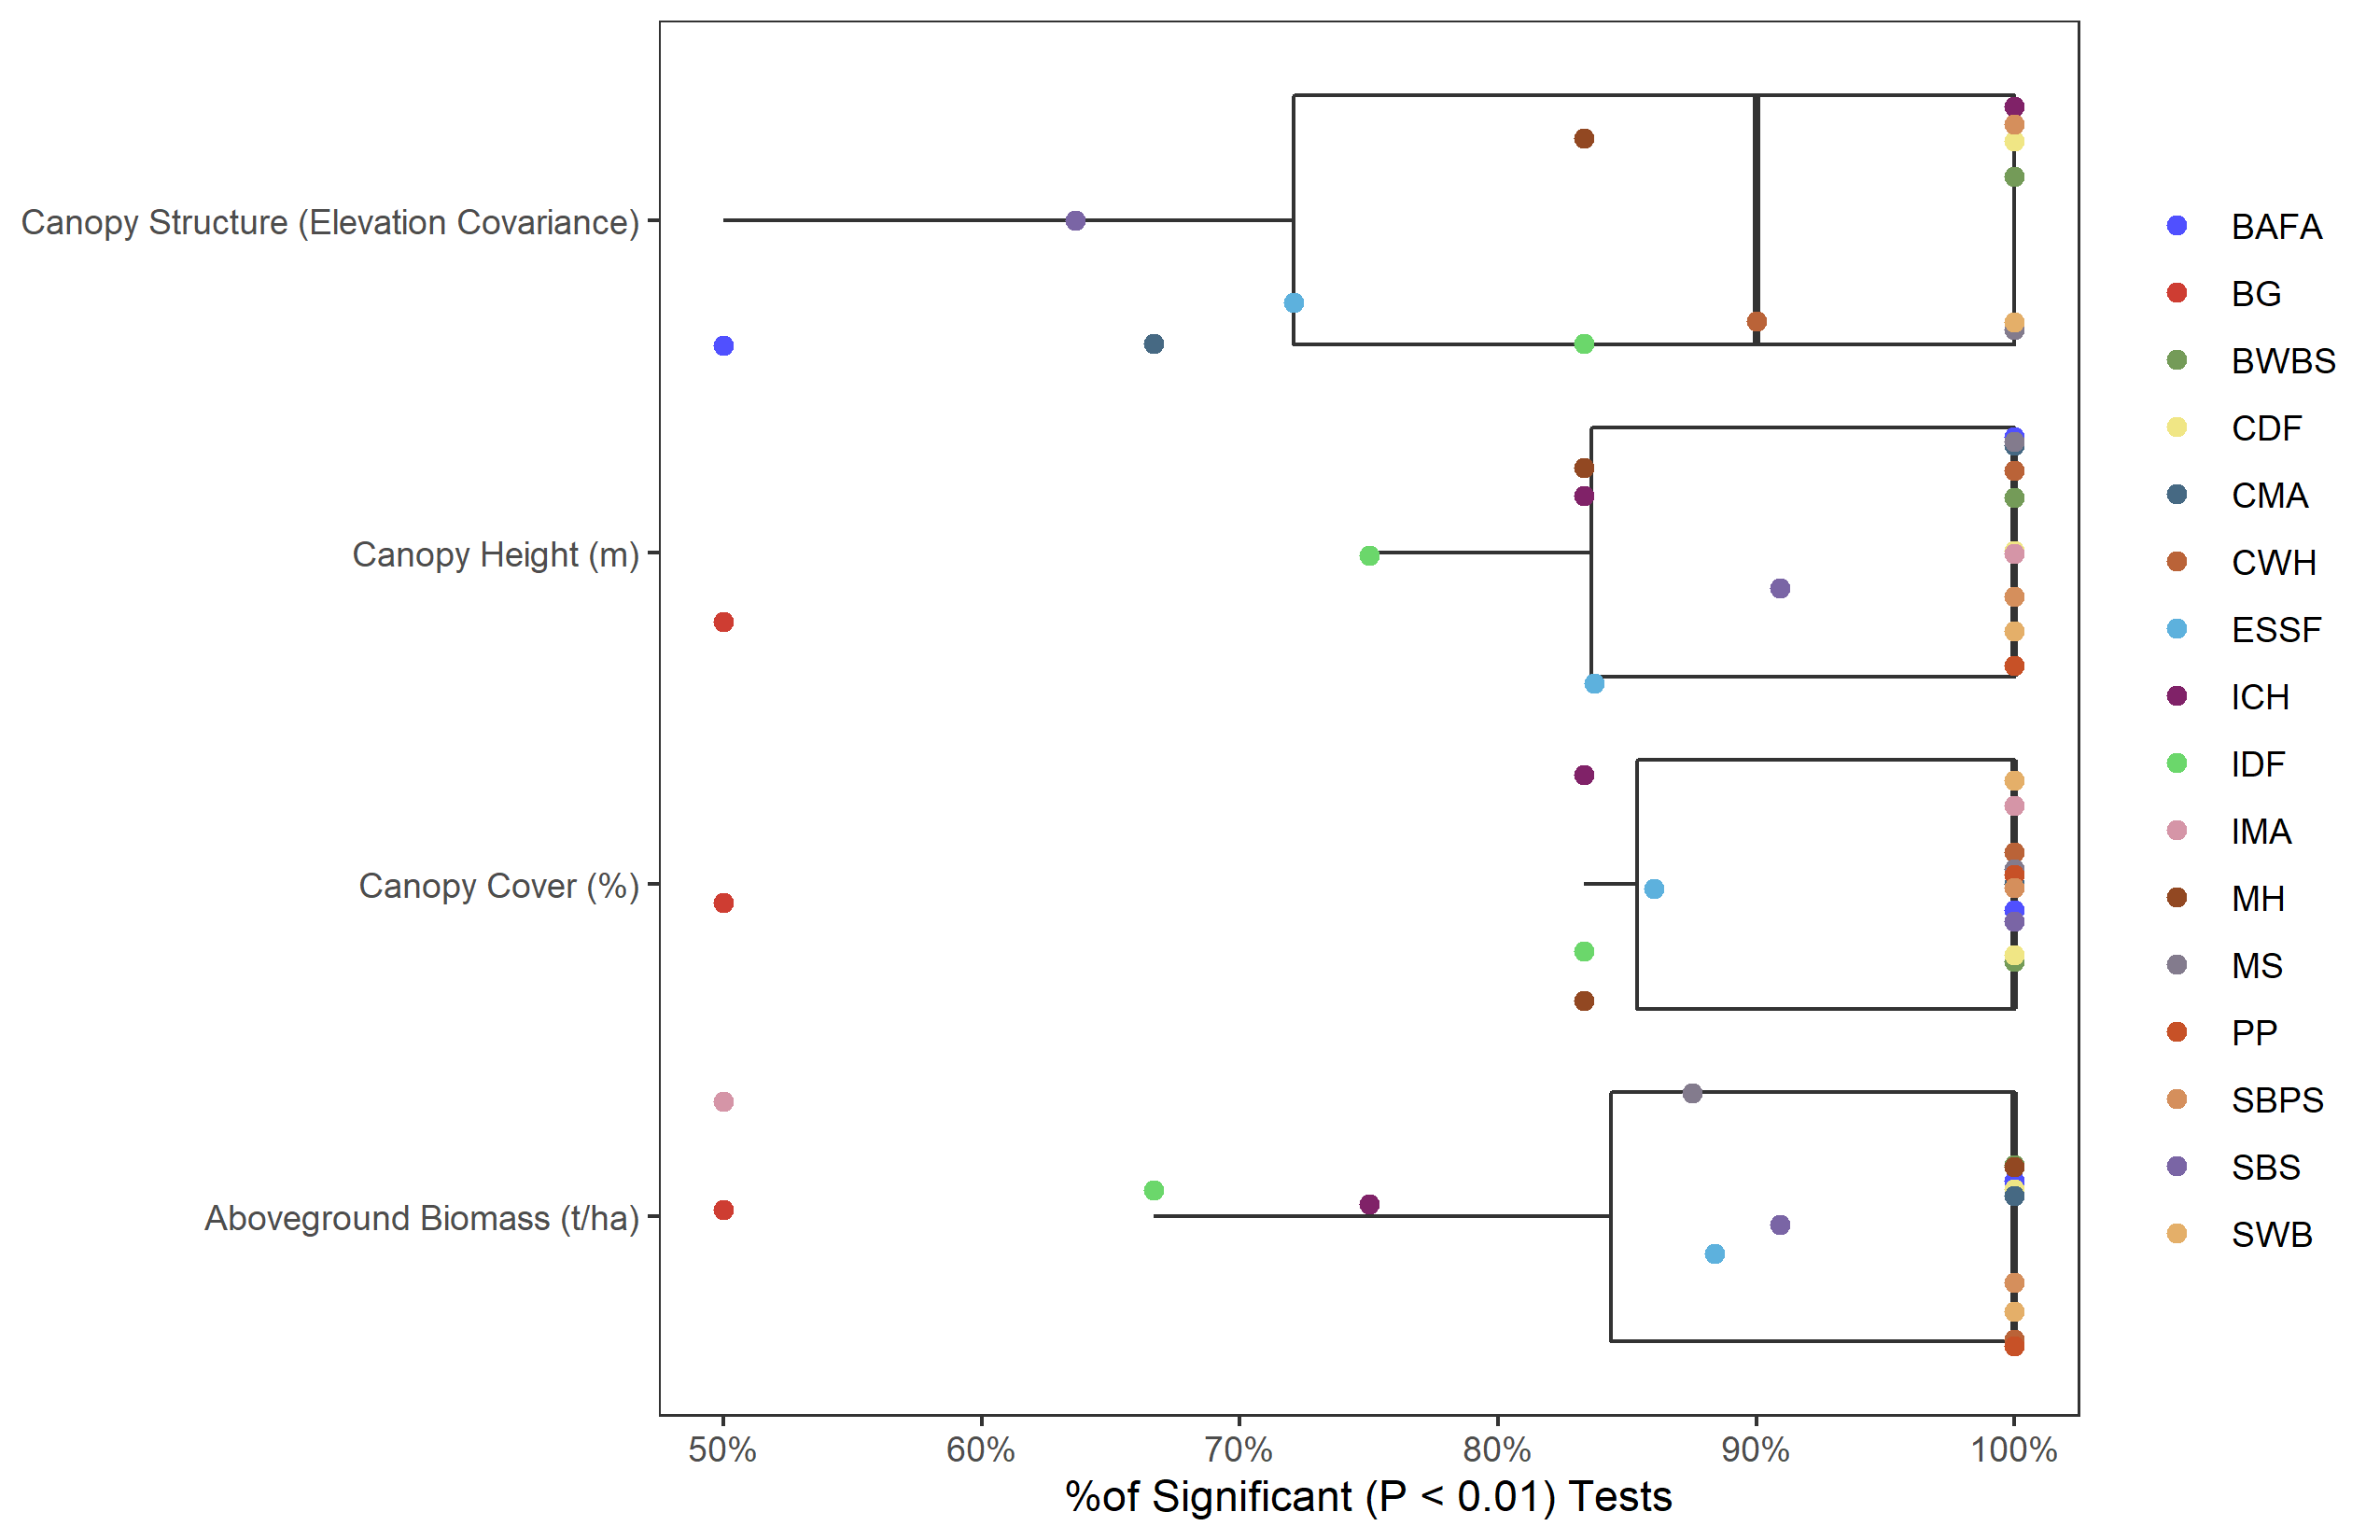 Canopy Structure (Elevation Covariance)
Canopy Height (m)
Canopy Cover (%)
Aboveground Biomass (t/ha)
50%
60%
70%
80%
90%
100%
%of Significant (P < 0.01) Tests
BAFA
BG
BWBS
CDF
CMA
CWH
ESSF
ICH
IDF
IMA
MH
MS
PP
SBPS
SBS
SWB